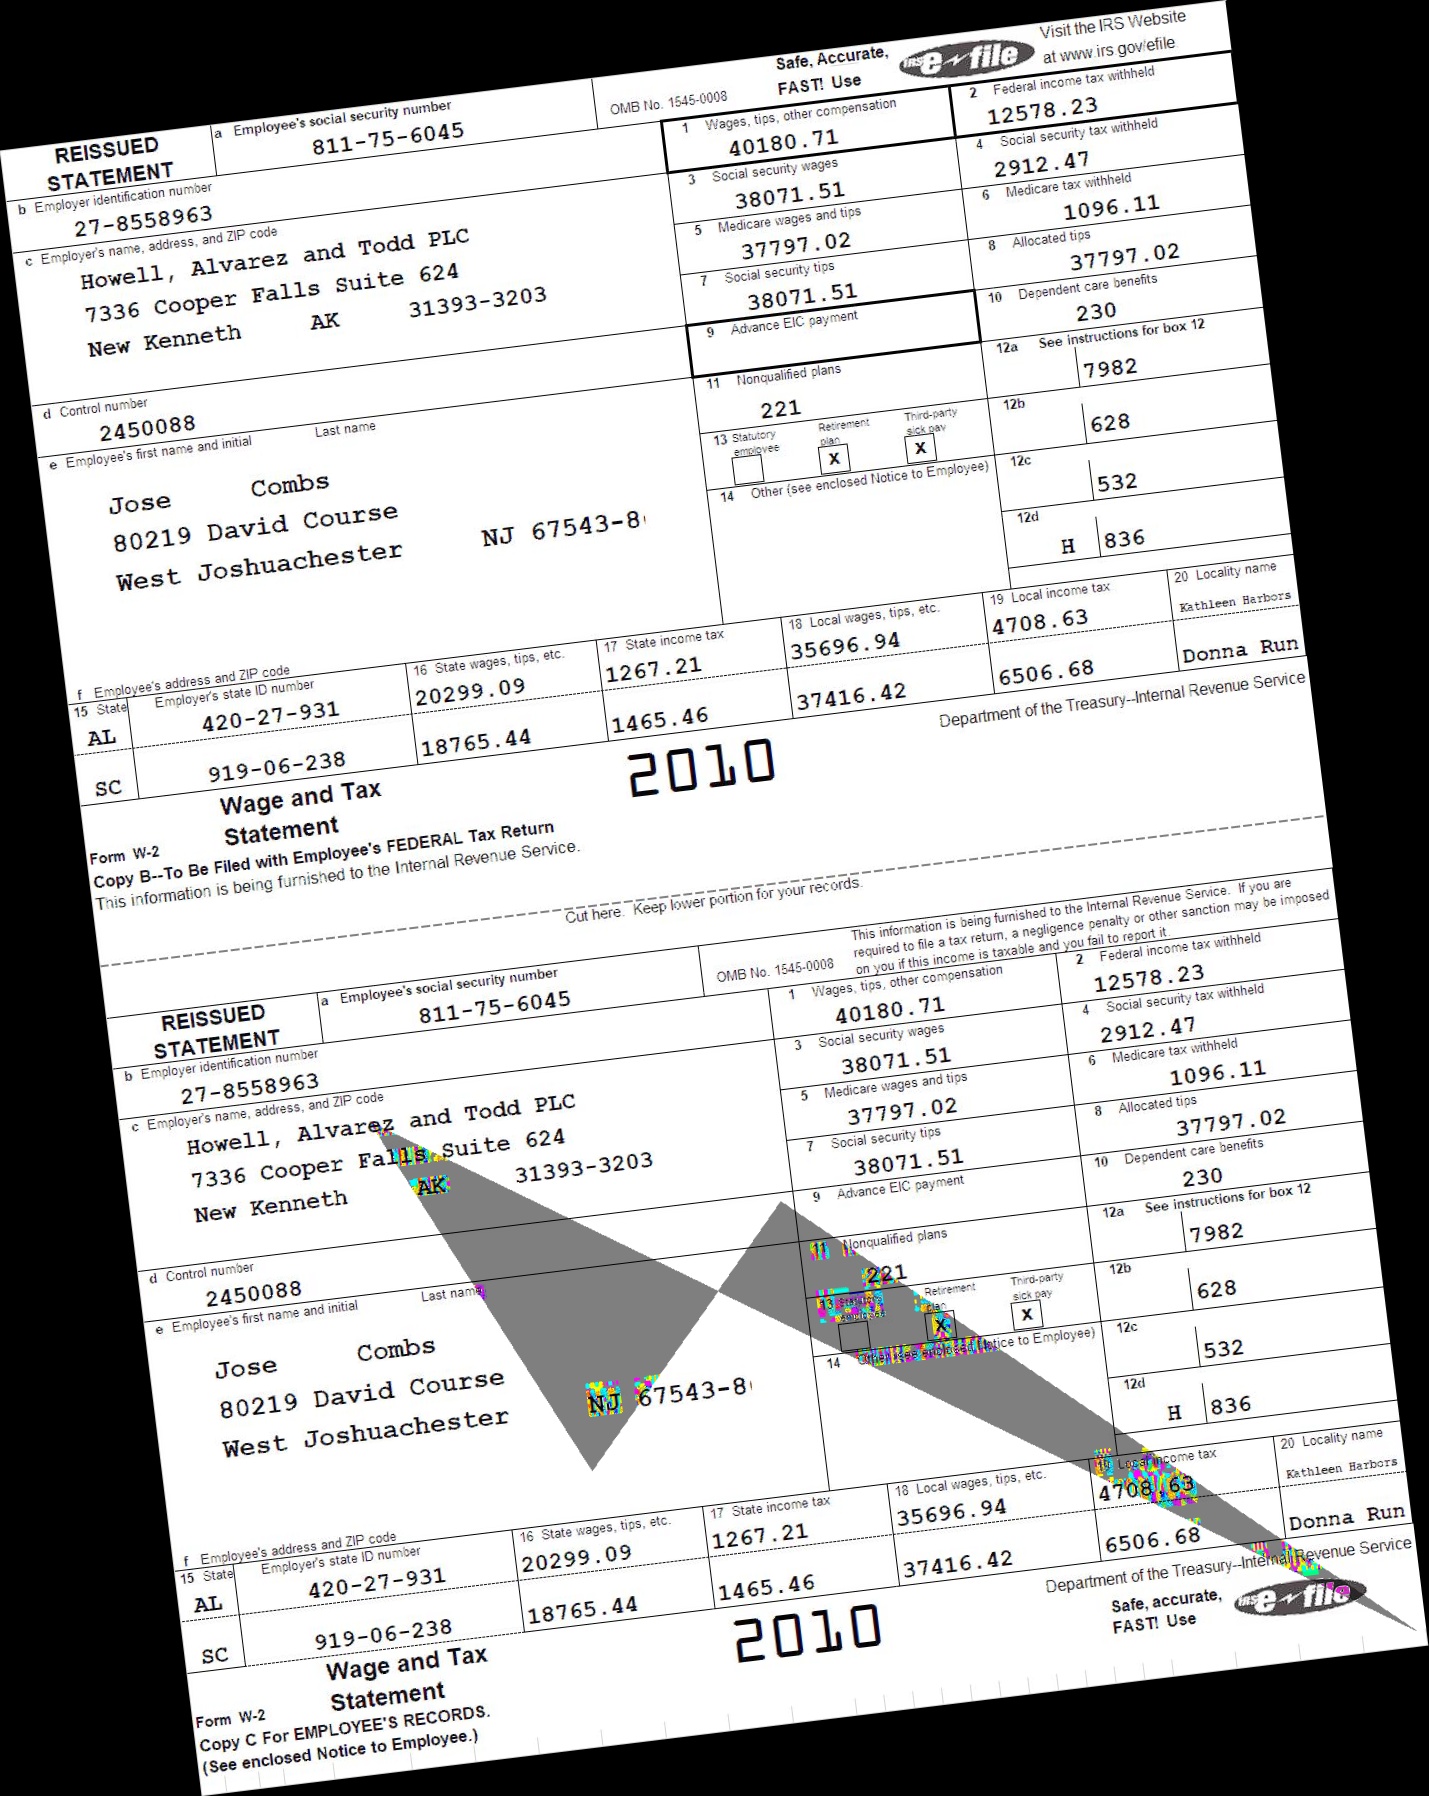 Safe, Accurate,
FAST! Use
IRS e-file
Visit the IRS Website
at www.irs.gov/efile
REISSUED
STATEMENT
a Employee's social security number
811-75-6045
OMB No. 1545-0008
1 Wages, tips, other compensation
40180.71
2 Federal income tax withheld
12578.23
b Employer identification number
27-8558963
3 Social security wages
38071.51
4 Social security tax withheld
2912.47
c Employer's name, address, and ZIP code
Howell, Alvarez and Todd PLC
7336 Cooper Falls Suite 624
New Kenneth AK 31393-3203
5 Medicare wages and tips
37797.02
6 Medicare tax withheld
1096.11
7 Social security tips
38071.51
8 Allocated tips
37797.02
9 Advance EIC payment
10 Dependent care benefits
230
d Control number
2450088
11 Nonqualified plans
221
12a See instructions for box 12
7982
e Employee's first name and initial Last name
Jose Combs
80219 David Course
West Joshuachester NJ 67543-8
13 Statutory employee
Retirement plan
X
Third-party sick pay
X
12b
628
14 Other (see enclosed Notice to Employee)
12c
532
12d
H 836
f Employee's address and ZIP code
15 State Employer's state ID number
16 State wages, tips, etc.
17 State income tax
18 Local wages, tips, etc.
19 Local income tax
20 Locality name
AL 420-27-931 20299.09 1267.21 35696.94 4708.63 Kathleen Harbors
SC 919-06-238 18765.44 1465.46 37416.42 6506.68 Donna Run
Form W-2
Wage and Tax
Statement
2010
Department of the Treasury--Internal Revenue Service
Copy B--To Be Filed with Employee's FEDERAL Tax Return
This information is being furnished to the Internal Revenue Service.
Cut here. Keep lower portion for your records.
This information is being furnished to the Internal Revenue Service. If you are
required to file a tax return, a negligence penalty or other sanction may be imposed
on you if this income is taxable and you fail to report it.
REISSUED
STATEMENT
a Employee's social security number
811-75-6045
OMB No. 1545-0008
1 Wages, tips, other compensation
40180.71
2 Federal income tax withheld
12578.23
b Employer identification number
27-8558963
3 Social security wages
38071.51
4 Social security tax withheld
2912.47
c Employer's name, address, and ZIP code
Howell, Alvarez and Todd PLC
7336 Cooper Falls Suite 624
New Kenneth AK 31393-3203
5 Medicare wages and tips
37797.02
6 Medicare tax withheld
1096.11
7 Social security tips
38071.51
8 Allocated tips
37797.02
9 Advance EIC payment
10 Dependent care benefits
230
d Control number
2450088
11 Nonqualified plans
221
12a See instructions for box 12
7982
e Employee's first name and initial Last name
Jose Combs
80219 David Course
West Joshuachester NJ 67543-8
13 Statutory employee
Retirement plan
X
Third-party sick pay
X
12b
628
14 Other (see enclosed Notice to Employee)
12c
532
12d
H 836
f Employee's address and ZIP code
15 State Employer's state ID number
16 State wages, tips, etc.
17 State income tax
18 Local wages, tips, etc.
19 Local income tax
20 Locality name
AL 420-27-931 20299.09 1267.21 35696.94 4708.63 Kathleen Harbors
SC 919-06-238 18765.44 1465.46 37416.42 6506.68 Donna Run
Form W-2
Wage and Tax
Statement
2010
Department of the Treasury--Internal Revenue Service
Safe, accurate,
FAST! Use
IRS e-file
Copy C For EMPLOYEE'S RECORDS.
(See enclosed Notice to Employee.)